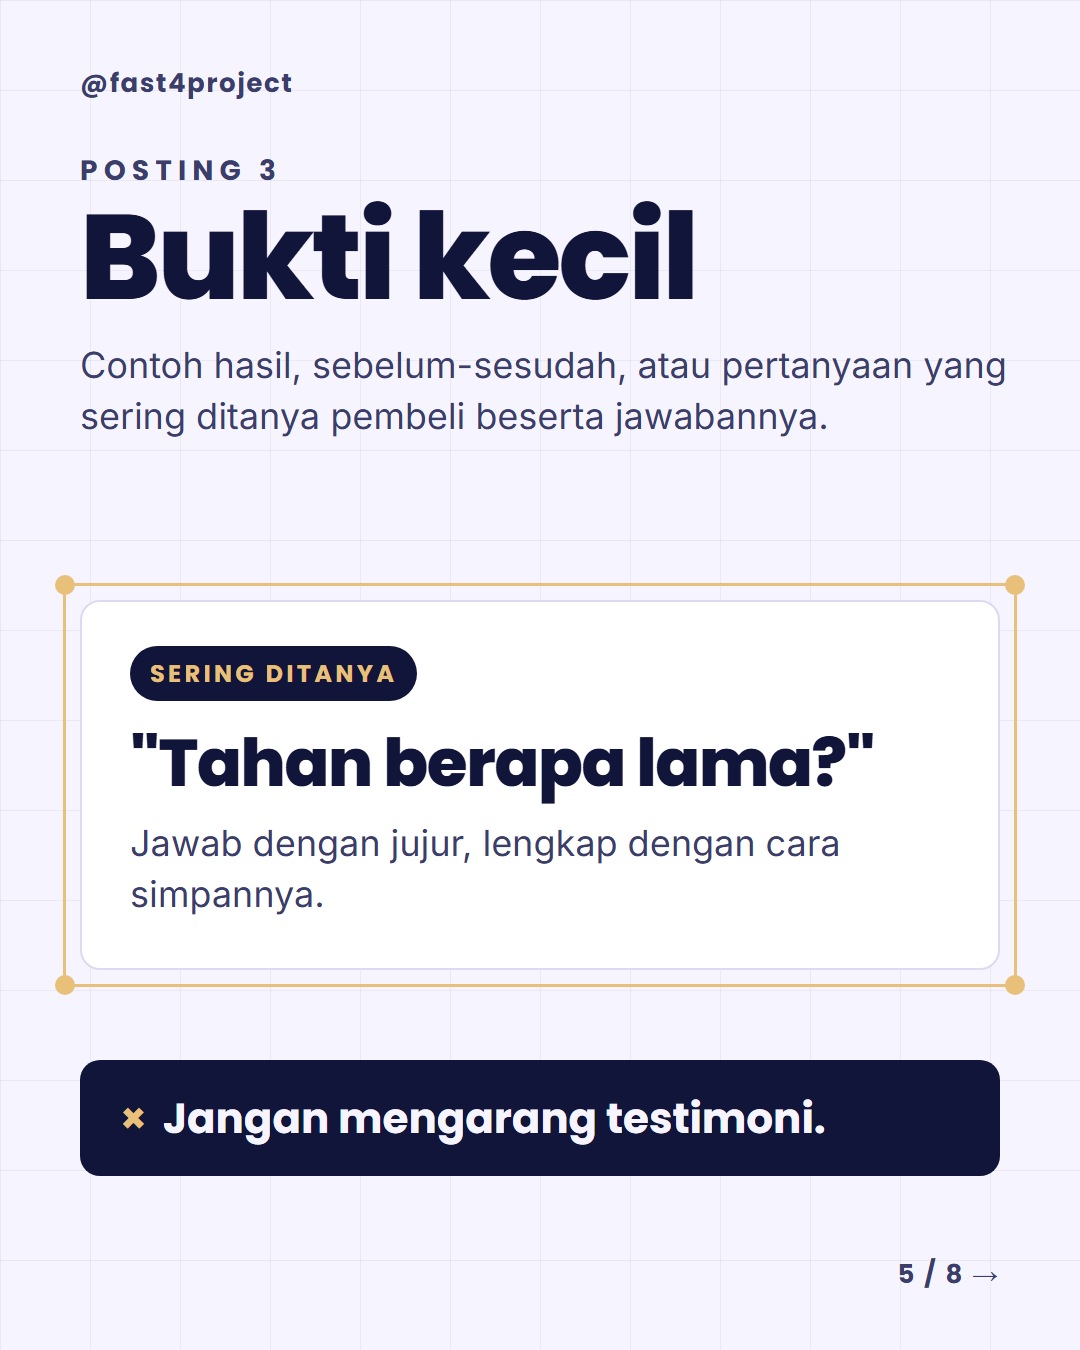 @fast4project
POSTING 3
Bukti kecil
Contoh hasil, sebelum-sesudah, atau pertanyaan yang
sering ditanya pembeli beserta jawabannya.
SERING DITANYA
"Tahan berapa lama?"
Jawab dengan jujur, lengkap dengan cara
simpannya.
✖ Jangan mengarang testimoni.
5 / 8 →